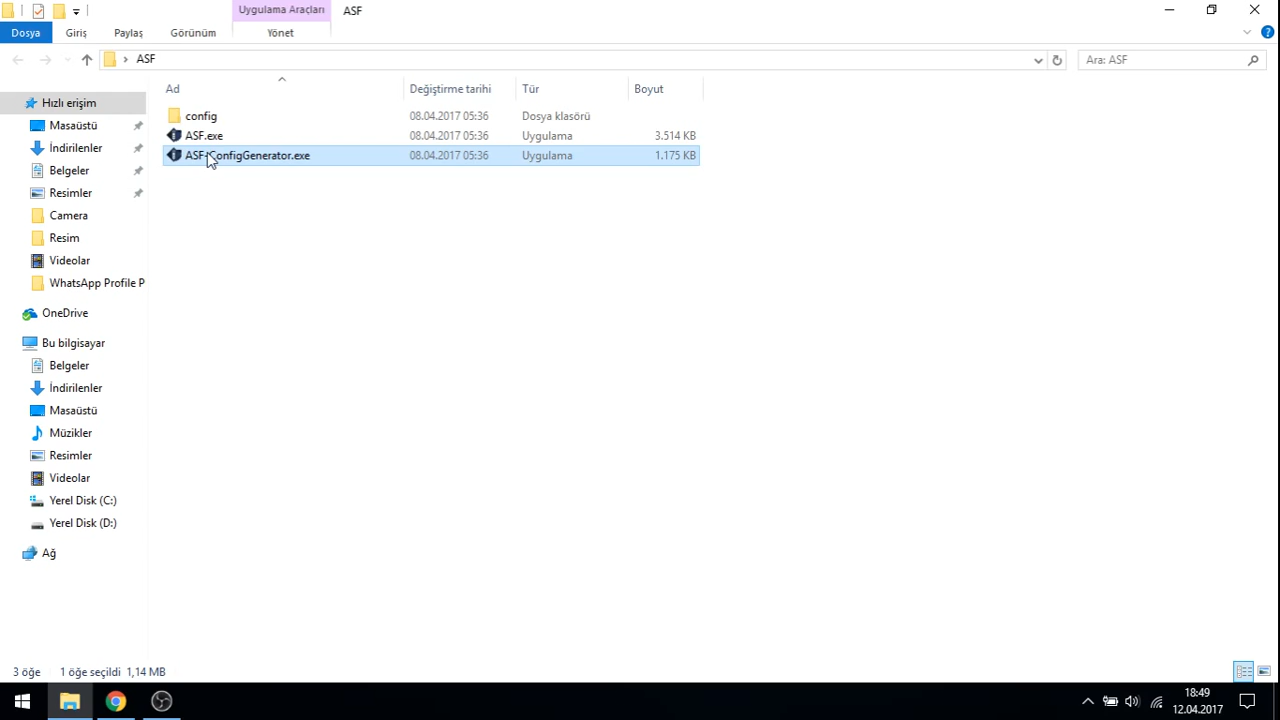 Uygulama Araçları
ASF
Dosya
Giriş
Paylaş
Görünüm
Yönet
ASF
Ara: ASF
Ad
Değiştirme tarihi
Tür
Boyut
config
08.04.2017 05:36
Dosya klasörü
ASF.exe
08.04.2017 05:36
Uygulama
3.514 KB
ASF-ConfigGenerator.exe
08.04.2017 05:36
Uygulama
1.175 KB
Hızlı erişim
Masaüstü
İndirilenler
Belgeler
Resimler
Camera
Resim
Videolar
WhatsApp Profile P
OneDrive
Bu bilgisayar
Belgeler
İndirilenler
Masaüstü
Müzikler
Resimler
Videolar
Yerel Disk (C:)
Yerel Disk (D:)
Ağ
3 öğe
1 öğe seçildi 1,14 MB
18:49
12.04.2017